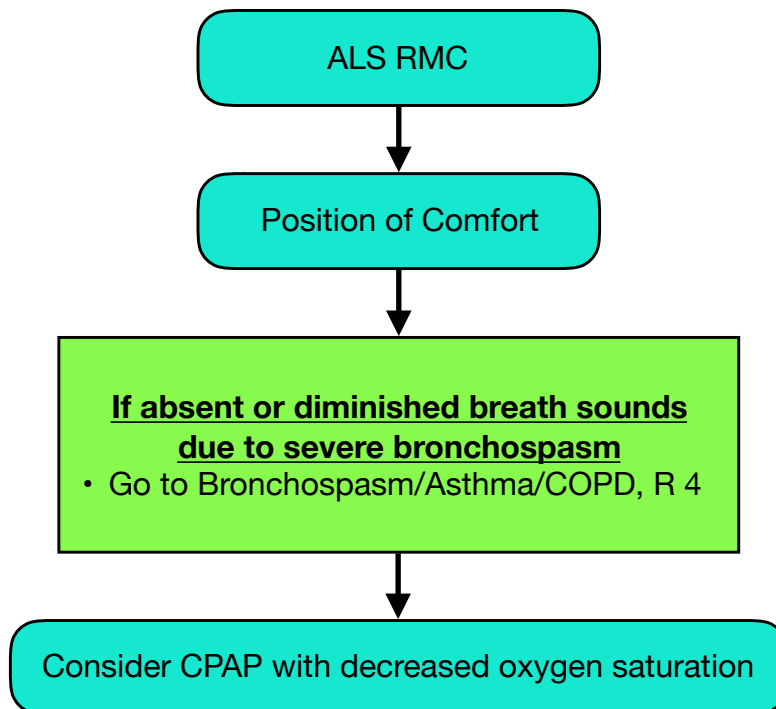 ALS RMC
Position of Comfort
If absent or diminished breath sounds
due to severe bronchospasm
• Go to Bronchospasm/Asthma/COPD, R 4
Consider CPAP with decreased oxygen saturation